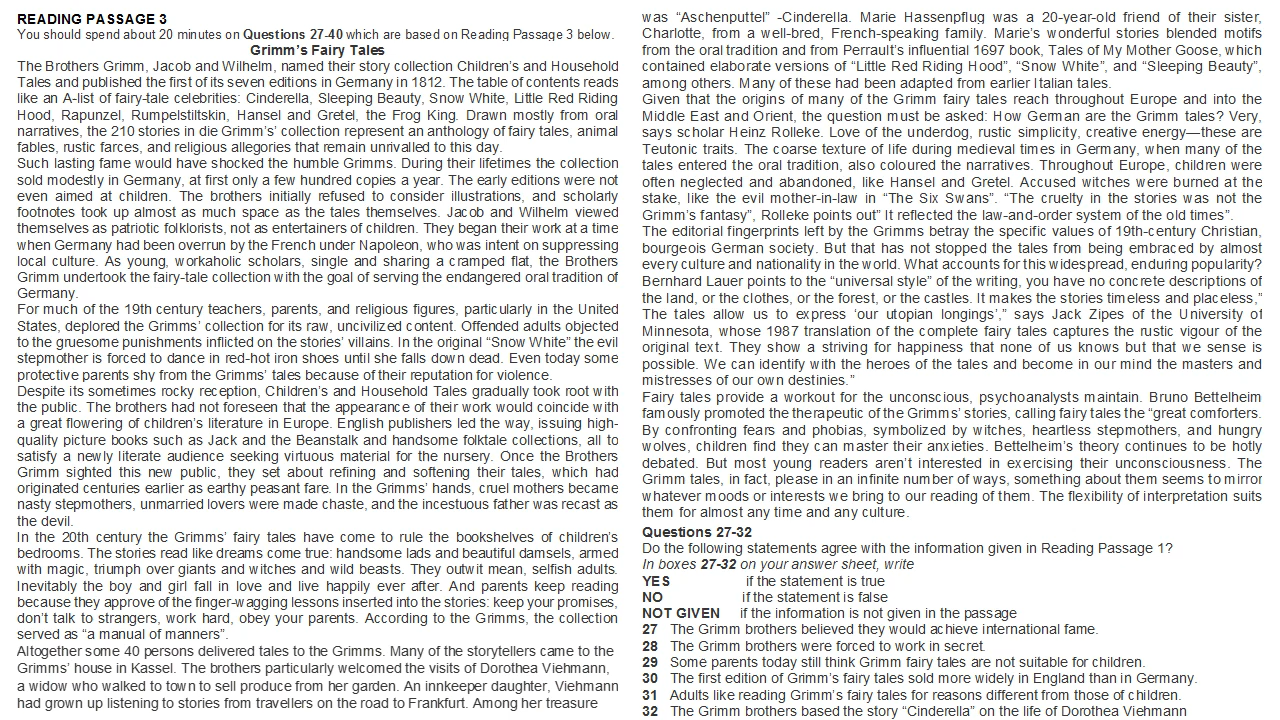 READING PASSAGE 3
You should spend about 20 minutes on Questions 27-40 which are based on Reading Passage 3 below.
Grimm's Fairy Tales
The Brothers Grimm, Jacob and Wilhelm, named their story collection Children's and Household
Tales and published the first of its seven editions in Germany in 1812. The table of contents reads
like an A-list of fairy-tale celebrities: Cinderella, Sleeping Beauty, Snow White, Little Red Riding
Hood, Rapunzel, Rumpelstiltskin, Hansel and Gretel, the Frog King. Drawn mostly from oral
narratives, the 210 stories in die Grimm's' collection represent an anthology of fairy tales, animal
fables, rustic farces, and religious allegories that remain unrivalled to this day.
Such lasting fame would have shocked the humble Grimms. During their lifetimes the collection
sold modestly in Germany, at first only a few hundred copies a year. The early editions were not
even aimed at children. The brothers initially refused to consider illustrations, and scholarly
footnotes took up almost as much space as the tales themselves. Jacob and Wilhelm viewed
themselves as patriotic folklorists, not as entertainers of children. They began their work at a time
when Germany had been overrun by the French under Napoleon, who was intent on suppressing
local culture. As young, workaholic scholars, single and sharing a cramped flat, the Brothers
Grimm undertook the fairy-tale collection with the goal of serving the endangered oral tradition of
Germany.
For much of the 19th century teachers, parents, and religious figures, particularly in the United
States, deplored the Grimms' collection for its raw, uncivilized content. Offended adults objected
to the gruesome punishments inflicted on the stories' villains. In the original "Snow White" the evil
stepmother is forced to dance in red-hot iron shoes until she falls down dead. Even today some
protective parents shy from the Grimms' tales because of their reputation for violence.
Despite its sometimes rocky reception, Children's and Household Tales gradually took root with
the public. The brothers had not foreseen that the appearance of their work would coincide with
a great flowering of children's literature in Europe. English publishers led the way, issuing high-
quality picture books such as Jack and the Beanstalk and handsome folktale collections, all to
satisfy a newly literate audience seeking virtuous material for the nursery. Once the Brothers
Grimm sighted this new public, they set about refining and softening their tales, which had
originated centuries earlier as earthy peasant fare. In the Grimms' hands, cruel mothers became
nasty stepmothers, unmarried lovers were made chaste, and the incestuous father was recast as
the devil.
In the 20th century the Grimms' fairy tales have come to rule the bookshelves of children's
bedrooms. The stories read like dreams come true: handsome lads and beautiful damsels, armed
with magic, triumph over giants and witches and wild beasts. They outwit mean, selfish adults.
Inevitably the boy and girl fall in love and live happily ever after. And parents keep reading
because they approve of the finger-wagging lessons inserted into the stories: keep your promises,
don't talk to strangers, work hard, obey your parents. According to the Grimms, the collection
served as "a manual of manners".
Altogether some 40 persons delivered tales to the Grimms. Many of the storytellers came to the
Grimms' house in Kassel. The brothers particularly welcomed the visits of Dorothea Viehmann,
a widow who walked to town to sell produce from her garden. An innkeeper daughter, Viehmann
had grown up listening to stories from travellers on the road to Frankfurt. Among her treasure
was "Aschenputtel" -Cinderella. Marie Hassenpflug was a 20-year-old friend of their sister,
Charlotte, from a well-bred, French-speaking family. Marie's wonderful stories blended motifs
from the oral tradition and from Perrault's influential 1697 book, Tales of My Mother Goose, which
contained elaborate versions of "Little Red Riding Hood", "Snow White", and "Sleeping Beauty",
among others. Many of these had been adapted from earlier Italian tales.
Given that the origins of many of the Grimm fairy tales reach throughout Europe and into the
Middle East and Orient, the question must be asked: How German are the Grimm tales? Very,
says scholar Heinz Rolleke. Love of the underdog, rustic simplicity, creative energy—these are
Teutonic traits. The coarse texture of life during medieval times in Germany, when many of the
tales entered the oral tradition, also coloured the narratives. Throughout Europe, children were
often neglected and abandoned, like Hansel and Gretel. Accused witches were burned at the
stake, like the evil mother-in-law in "The Six Swans". "The cruelty in the stories was not the
Grimm's fantasy", Rolleke points out" It reflected the law-and-order system of the old times".
The editorial fingerprints left by the Grimms betray the specific values of 19th-century Christian,
bourgeois German society. But that has not stopped the tales from being embraced by almost
every culture and nationality in the world. What accounts for this widespread, enduring popularity?
Bernhard Lauer points to the "universal style" of the writing, you have no concrete descriptions of
the land, or the clothes, or the forest, or the castles. It makes the stories timeless and placeless,"
The tales allow us to express 'our utopian longings'," says Jack Zipes of the University of
Minnesota, whose 1987 translation of the complete fairy tales captures the rustic vigour of the
original text. They show a striving for happiness that none of us knows but that we sense is
possible. We can identify with the heroes of the tales and become in our mind the masters and
mistresses of our own destinies."
Fairy tales provide a workout for the unconscious, psychoanalysts maintain. Bruno Bettelheim
famously promoted the therapeutic of the Grimms' stories, calling fairy tales the "great comforters.
By confronting fears and phobias, symbolized by witches, heartless stepmothers, and hungry
wolves, children find they can master their anxieties. Bettelheim's theory continues to be hotly
debated. But most young readers aren't interested in exercising their unconsciousness. The
Grimm tales, in fact, please in an infinite number of ways, something about them seems to mirror
whatever moods or interests we bring to our reading of them. The flexibility of interpretation suits
them for almost any time and any culture.
Questions 27-32
Do the following statements agree with the information given in Reading Passage 1?
In boxes 27-32 on your answer sheet, write
YES if the statement is true
NO if the statement is false
NOT GIVEN if the information is not given in the passage
27 The Grimm brothers believed they would achieve international fame.
28 The Grimm brothers were forced to work in secret.
29 Some parents today still think Grimm fairy tales are not suitable for children.
30 The first edition of Grimm's fairy tales sold more widely in England than in Germany.
31 Adults like reading Grimm's fairy tales for reasons different from those of children.
32 The Grimm brothers based the story "Cinderella" on the life of Dorothea Viehmann